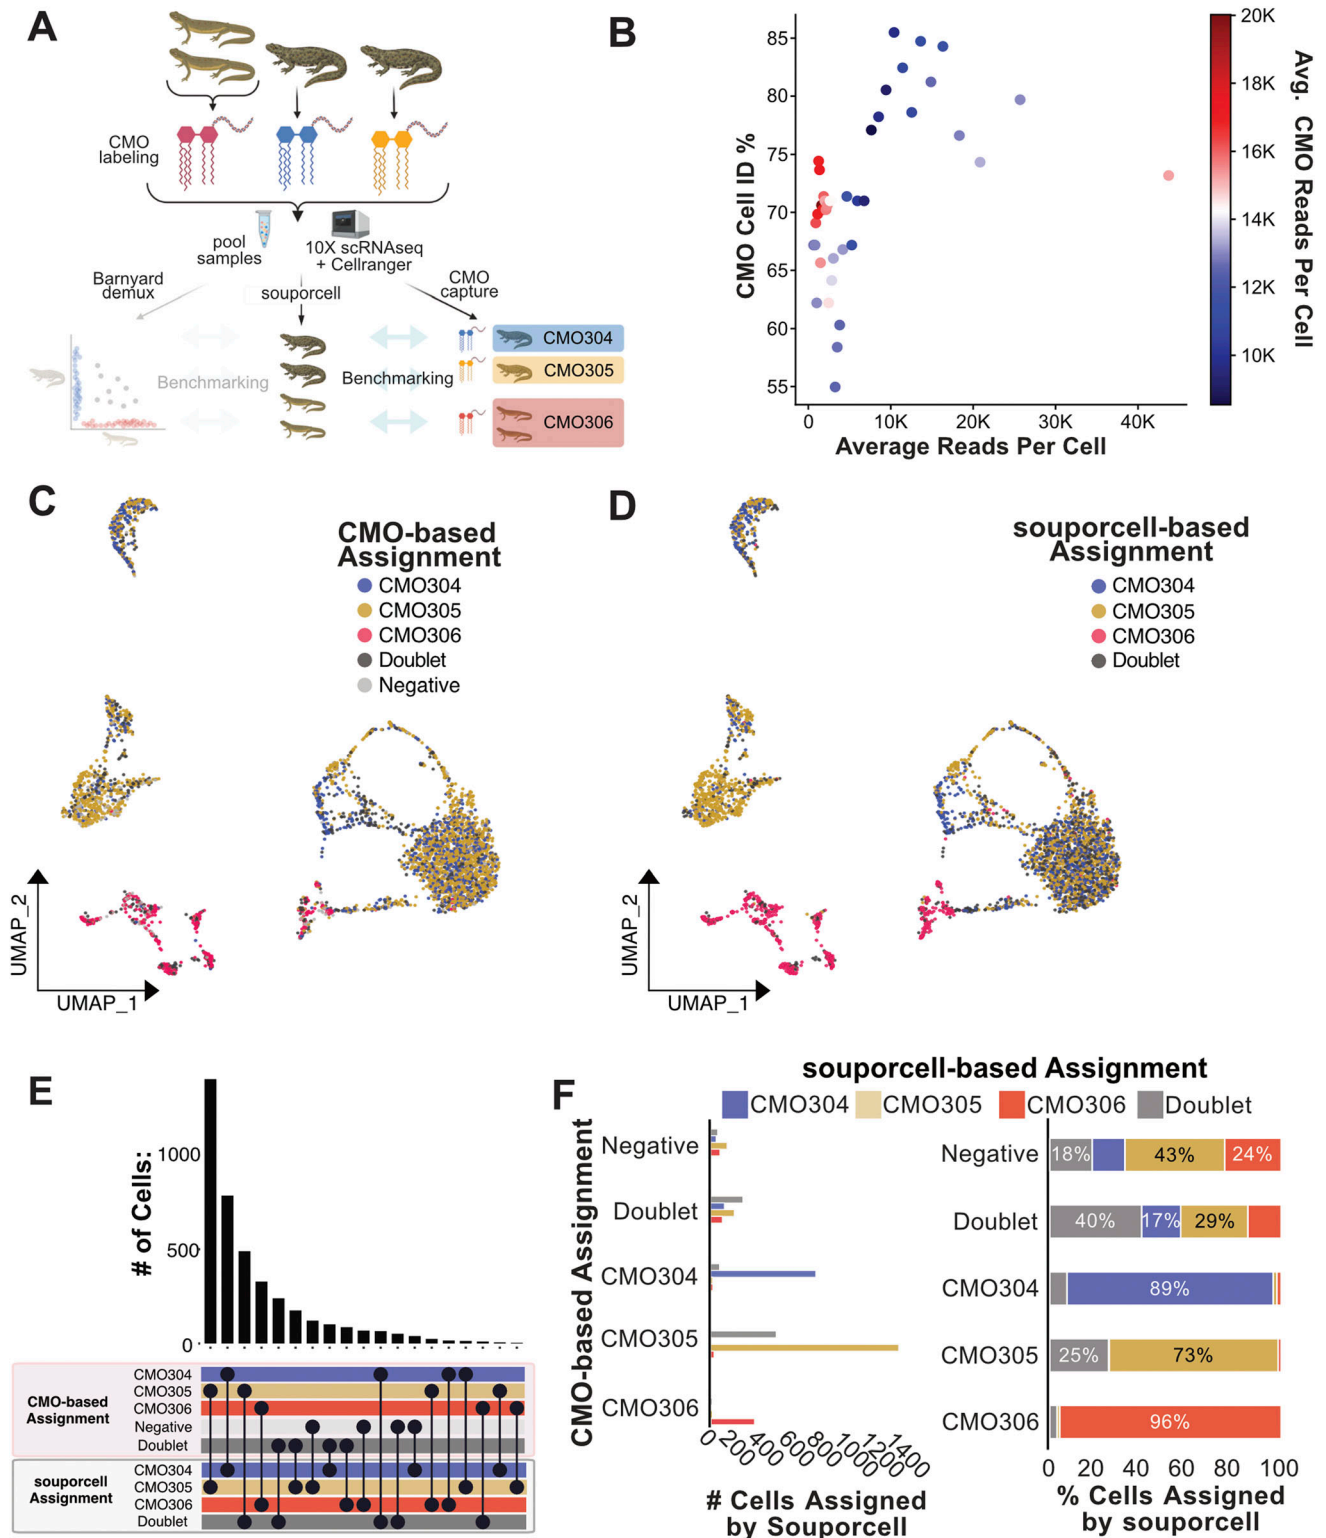 A
CMO
labeling
pool
samples
10X scRNAseq
+ Cellranger
Barnyard
demux
souporcell
CMO
capture
Benchmarking
Benchmarking
CMO304
CMO305
CMO306
B
CMO Cell ID %
85
80
75
70
65
60
55
0
10K
20K
30K
40K
Average Reads Per Cell
20K
18K
16K
14K
12K
10K
Avg. CMO Reads Per Cell
C
CMO-based
Assignment
CMO304
CMO305
CMO306
Doublet
Negative
UMAP_2
UMAP_1
D
souporcell-based
Assignment
CMO304
CMO305
CMO306
Doublet
UMAP_2
UMAP_1
E
# of Cells:
1000
500
0
CMO-based
Assignment
CMO304
CMO305
CMO306
Negative
Doublet
souporcell
Assignment
CMO304
CMO305
CMO306
Doublet
F
souporcell-based Assignment
CMO304
CMO305
CMO306
Doublet
CMO-based Assignment
Negative
Doublet
CMO304
CMO305
CMO306
0
200
400
600
800
1000
1200
1400
# Cells Assigned
by Souporcell
Negative
18%
43%
24%
Doublet
40%
17%
29%
CMO304
89%
CMO305
25%
73%
CMO306
96%
0
20
40
60
80
100
% Cells Assigned
by souporcell